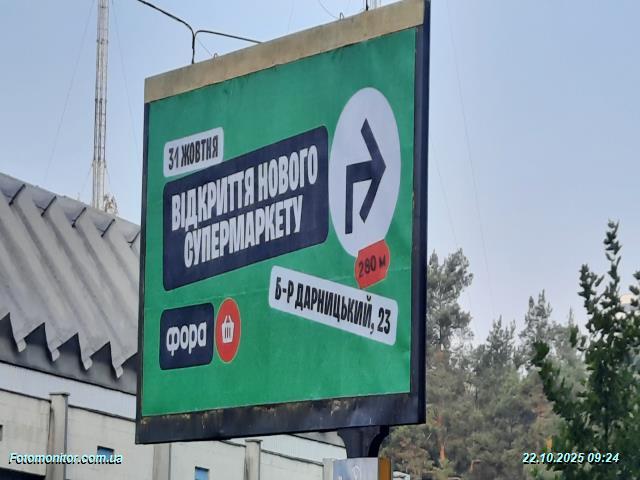 31 ЖОВТНЯ
ВІДКРИТТЯ НОВОГО
СУПЕРМАРКЕТУ
280 м
Б-Р ДАРНИЦЬКИЙ, 23
ФОРА
Fotomonitor.com.ua
22.10.2025 09:24